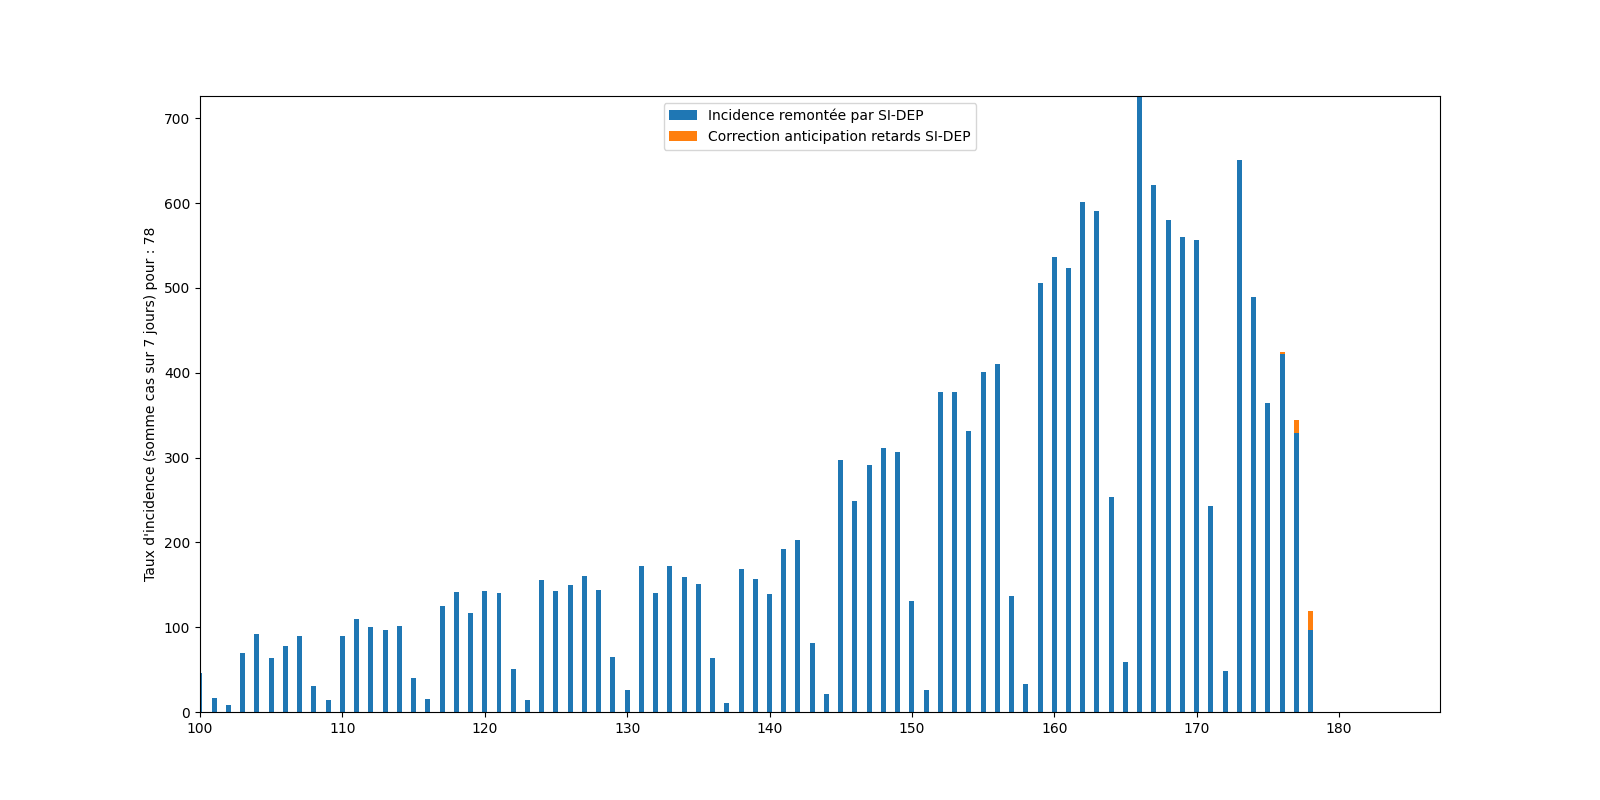 Incidence remontée par SI-DEP
Correction anticipation retards SI-DEP
Taux d'incidence (somme cas sur 7 jours) pour : 78
700
600
500
400
300
200
100
0
100 110 120 130 140 150 160 170 180